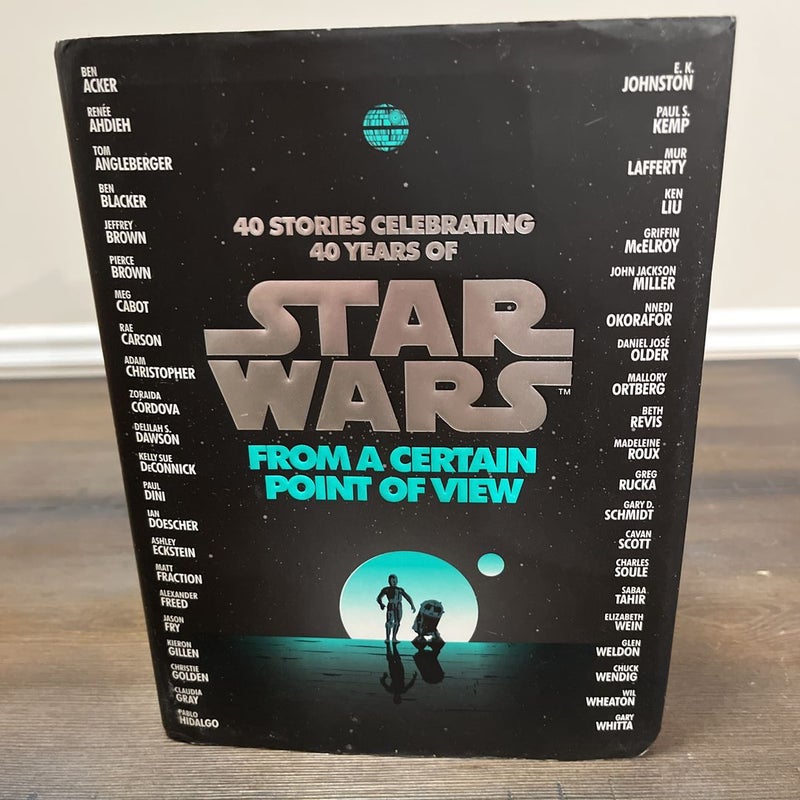 BEN
ACKER
RENÉE
AHDIEH
TOM
ANGLEBERGER
BEN
BLACKER
JEFFREY
BROWN
PIERCE
BROWN
MEG
CABOT
RAE
CARSON
ADAM
CHRISTOPHER
ZORAIDA
CÓRDOVA
DELILAH S.
DAWSON
KELLY SUE
DeCONNICK
PAUL
DINI
IAN
DOESCHER
ASHLEY
ECKSTEIN
MATT
FRACTION
ALEXANDER
FREED
JASON
FRY
KIERON
GILLEN
CHRISTIE
GOLDEN
CLAUDIA
GRAY
PABLO
HIDALGO
40 STORIES CELEBRATING
40 YEARS OF
STAR
WARS™
FROM A CERTAIN
POINT OF VIEW
E. K.
JOHNSTON
PAUL S.
KEMP
MUR
LAFFERTY
KEN
LIU
GRIFFIN
McELROY
JOHN JACKSON
MILLER
NNEDI
OKORAFOR
DANIEL JOSÉ
OLDER
MALLORY
ORTBERG
BETH
REVIS
MADELEINE
ROUX
GREG
RUCKA
GARY D.
SCHMIDT
CAVAN
SCOTT
CHARLES
SOULE
SABAA
TAHIR
ELIZABETH
WEIN
GLEN
WELDON
CHUCK
WENDIG
WIL
WHEATON
GARY
WHITTA